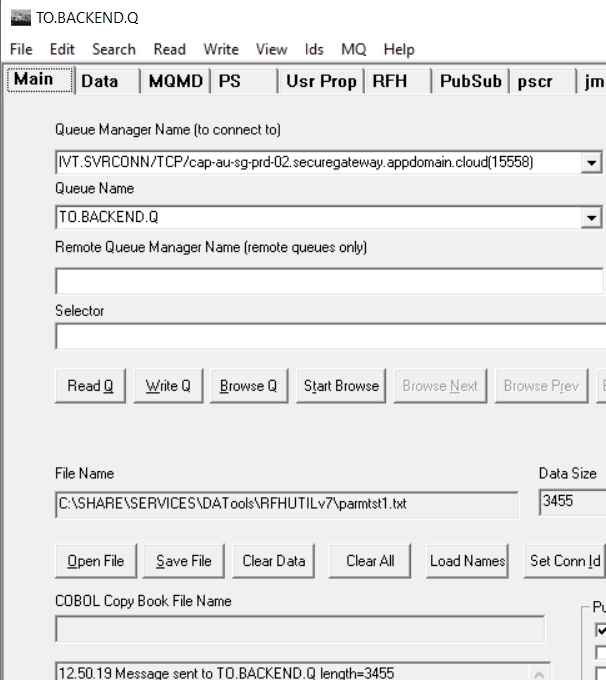 TO.BACKEND.Q
File Edit Search Read Write View Ids MQ Help
Main Data MQMD PS Usr Prop RFH PubSub pscr jm
Queue Manager Name (to connect to)
IVT.SVRCONN/TCP/cap-au-sg-prd-02.securegateway.appdomain.cloud(15558)
Queue Name
TO.BACKEND.Q
Remote Queue Manager Name (remote queues only)
Selector
Read Q Write Q Browse Q Start Browse Browse Next Browse Prev
File Name Data Size
C:\SHARE\SERVICES\DATools\RFHUTILv7\parmtst1.txt 3455
Open File Save File Clear Data Clear All Load Names Set Conn Id
COBOL Copy Book File Name Pu
12.50.19 Message sent to TO.BACKEND.Q length=3455